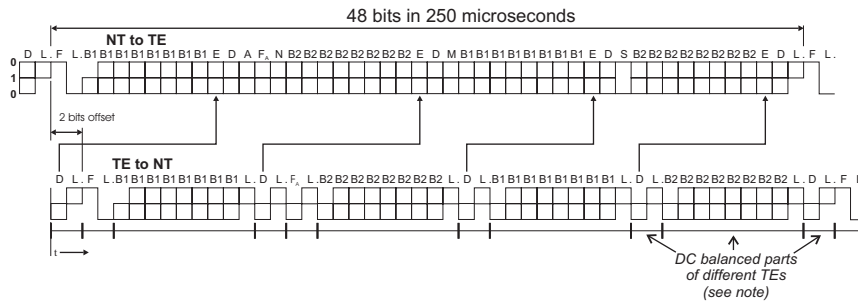 48 bits in 250 microseconds
NT to TE
D L. F L. B1 B1 B1 B1 B1 B1 B1 B1 E D A FA N B2 B2 B2 B2 B2 B2 B2 B2 E D M B1 B1 B1 B1 B1 B1 B1 B1 E D S B2 B2 B2 B2 B2 B2 B2 B2 E D L. F L.
0
1
0
2 bits offset
TE to NT
D L. F L. B1 B1 B1 B1 B1 B1 B1 B1 L. D L. FA L. B2 B2 B2 B2 B2 B2 B2 B2 L. D L. B1 B1 B1 B1 B1 B1 B1 B1 L. D L. B2 B2 B2 B2 B2 B2 B2 B2 L. D L. F L
t
DC balanced parts
of different TEs
(see note)